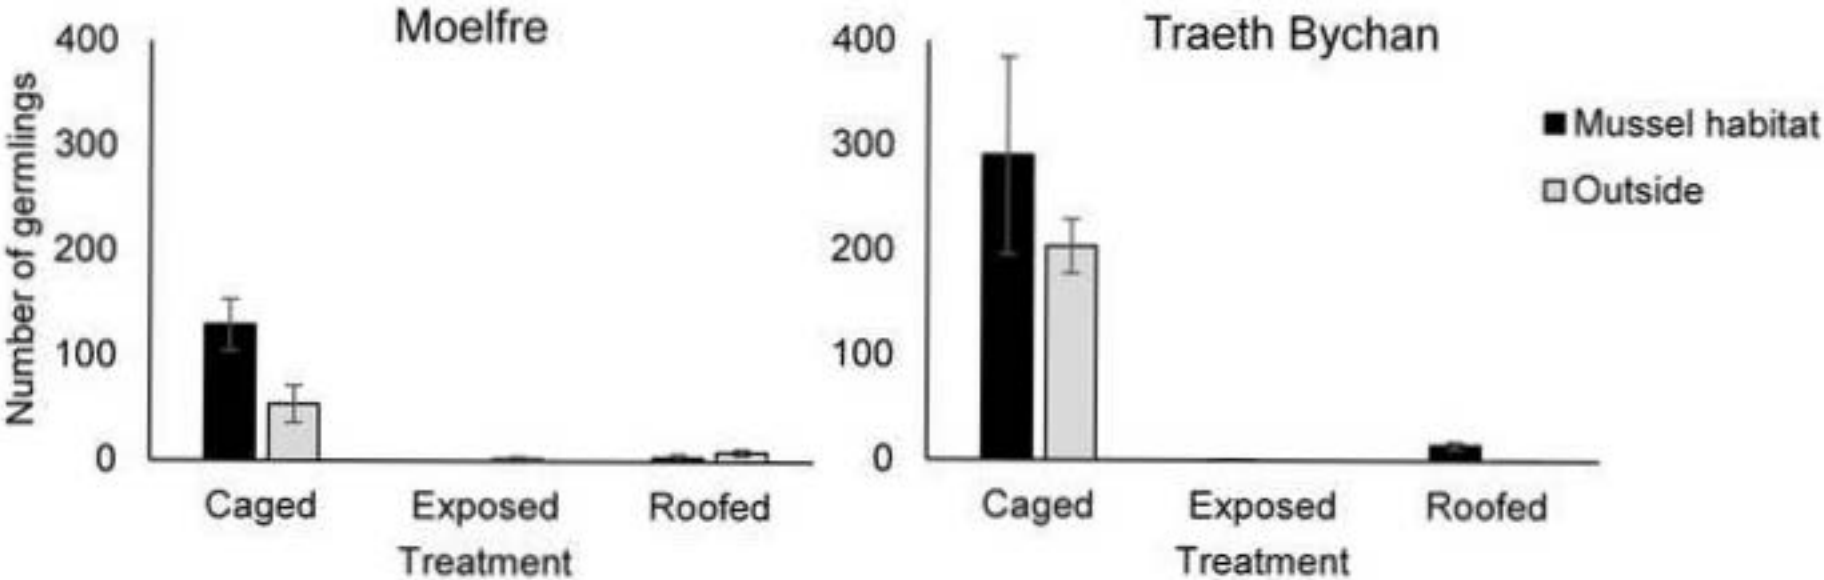 Moelfre
Number of germlings
400
300
200
100
0
Caged Exposed Roofed
Treatment
Traeth Bychan
400
300
200
100
0
Caged Exposed Roofed
Treatment
Mussel habitat
Outside